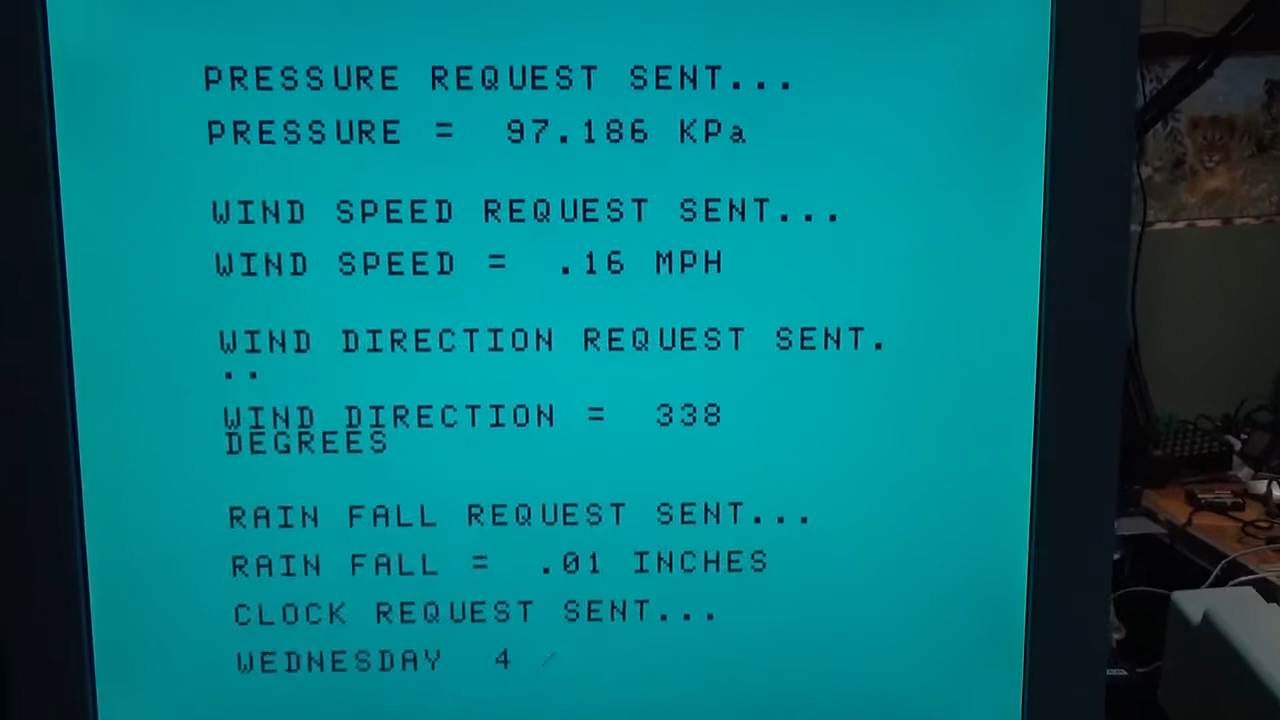 PRESSURE REQUEST SENT...
PRESSURE = 97.186 KPa
WIND SPEED REQUEST SENT...
WIND SPEED = .16 MPH
WIND DIRECTION REQUEST SENT.
..
WIND DIRECTION = 338
DEGREES
RAIN FALL REQUEST SENT...
RAIN FALL = .01 INCHES
CLOCK REQUEST SENT...
WEDNESDAY 4 /